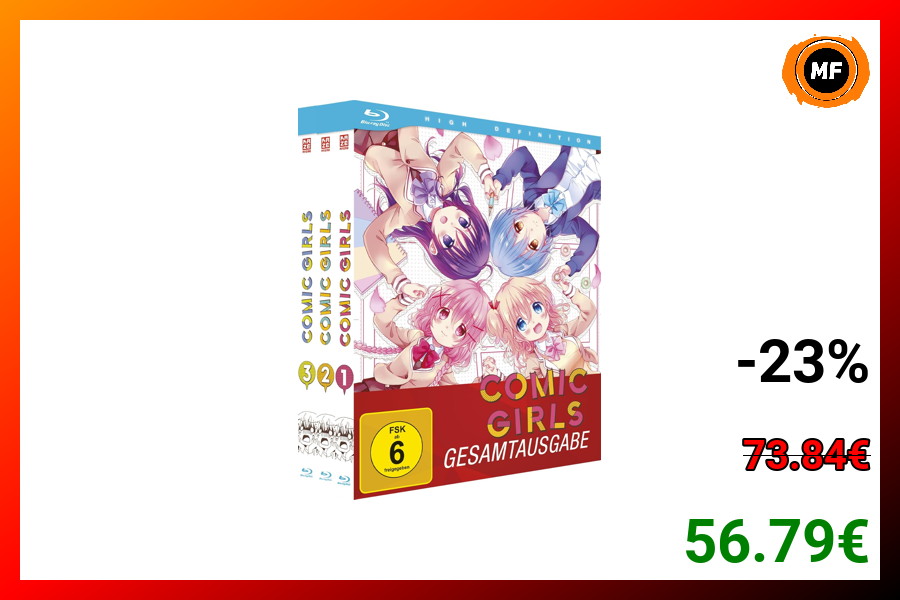 MF
Blu-ray Disc
HIGH DEFINITION
COMIC GIRLS
COMIC GIRLS
COMIC GIRLS
3
2
1
COMIC
GIRLS
GESAMTAUSGABE
FSK
ab
6
freigegeben
-23%
73.84€
56.79€